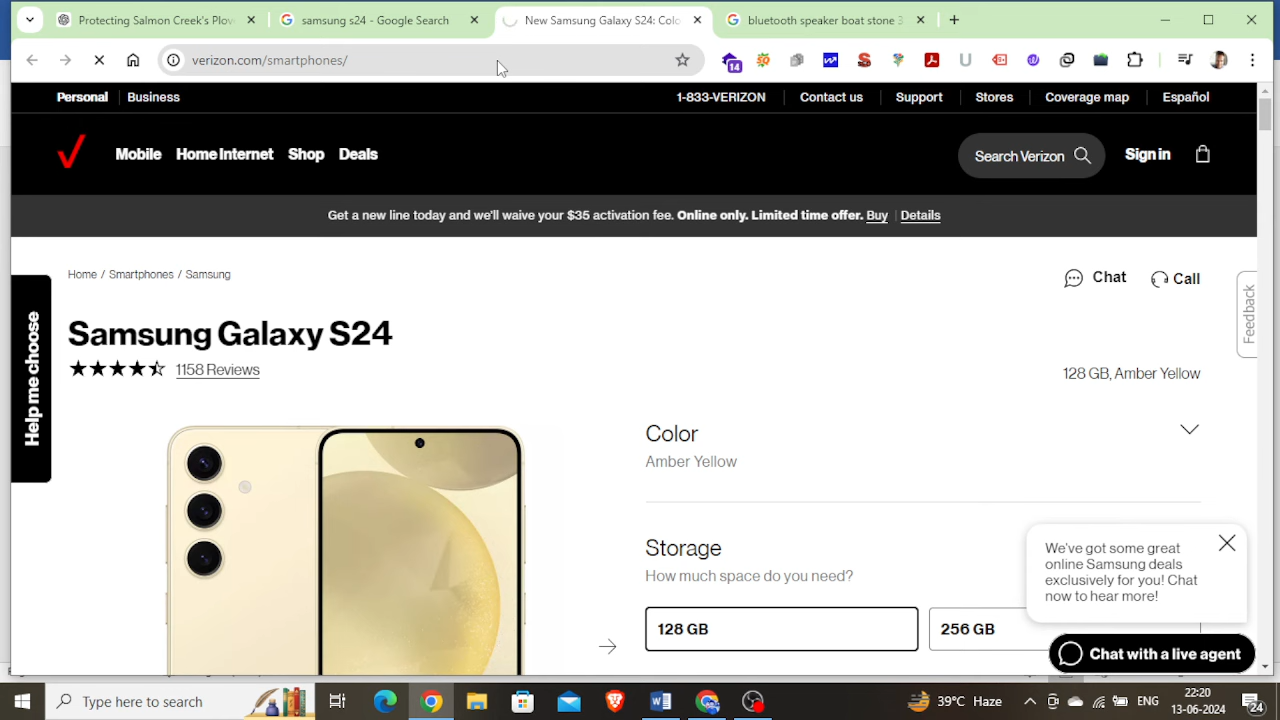 Protecting Salmon Creek's Plov
samsung s24 - Google Search
New Samsung Galaxy S24: Colo
bluetooth speaker boat stone 3
verizon.com/smartphones/
14
Personal Business 1-833-VERIZON Contact us Support Stores Coverage map Español
Mobile Home Internet Shop Deals Search Verizon Sign in
Get a new line today and we'll waive your $35 activation fee. Online only. Limited time offer. Buy Details
Home / Smartphones / Samsung
Chat Call
Feedback
Help me choose
Samsung Galaxy S24
1158 Reviews
128 GB, Amber Yellow
Color
Amber Yellow
Storage
How much space do you need?
128 GB
256 GB
We've got some great
online Samsung deals
exclusively for you! Chat
now to hear more!
Chat with a live agent
Type here to search
39°C Haze
ENG
22:20
13-06-2024
24